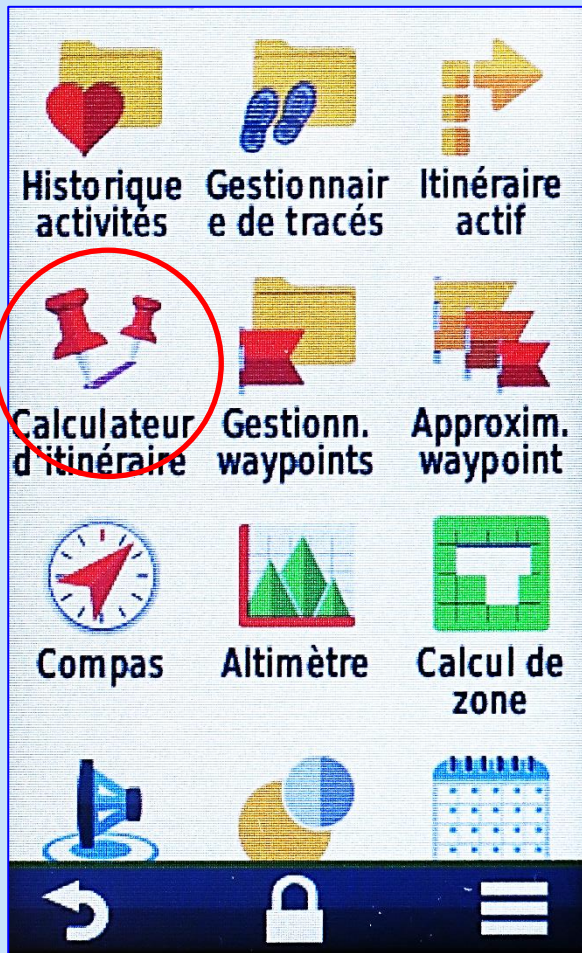 Historique Gestionnair Itinéraire
activités e de tracés actif
Calculateur Gestionn. Approxim.
d'itinéraire waypoints waypoint
Compas Altimètre Calcul de
zone